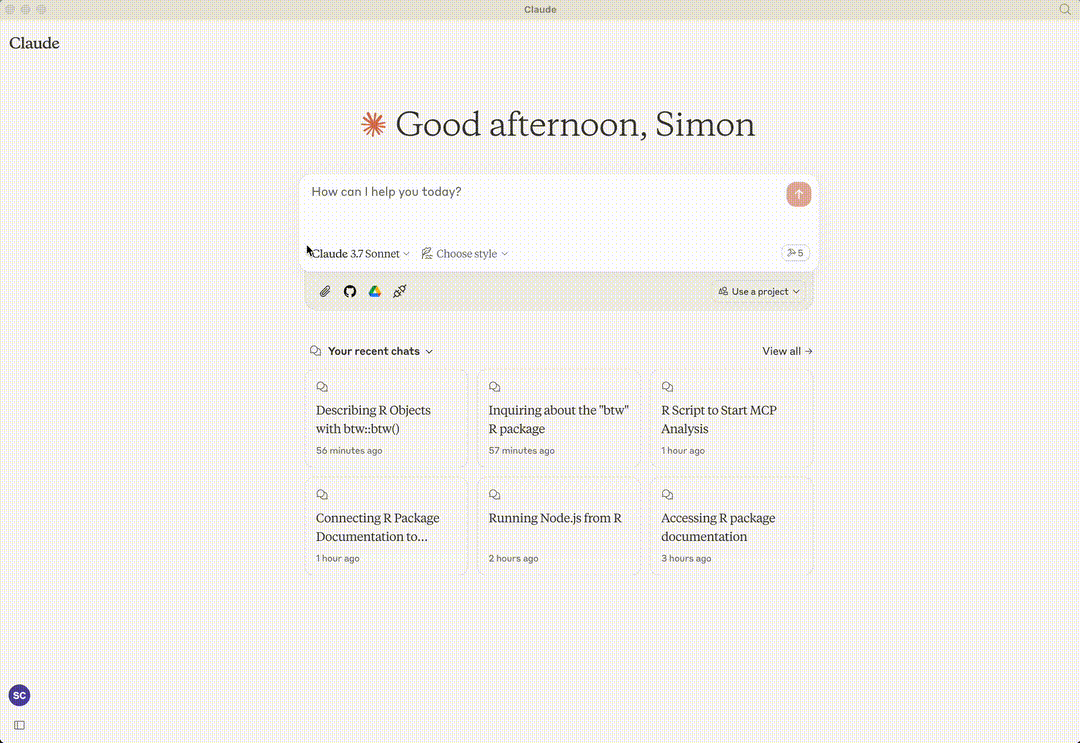 Claude
Claude
Good afternoon, Simon
How can I help you today?
Claude 3.7 Sonnet
Choose style
5
Use a project
Your recent chats
View all →
Describing R Objects
with btw::btw()
56 minutes ago
Inquiring about the "btw"
R package
57 minutes ago
R Script to Start MCP
Analysis
1 hour ago
Connecting R Package
Documentation to...
1 hour ago
Running Node.js from R
2 hours ago
Accessing R package
documentation
3 hours ago
SC